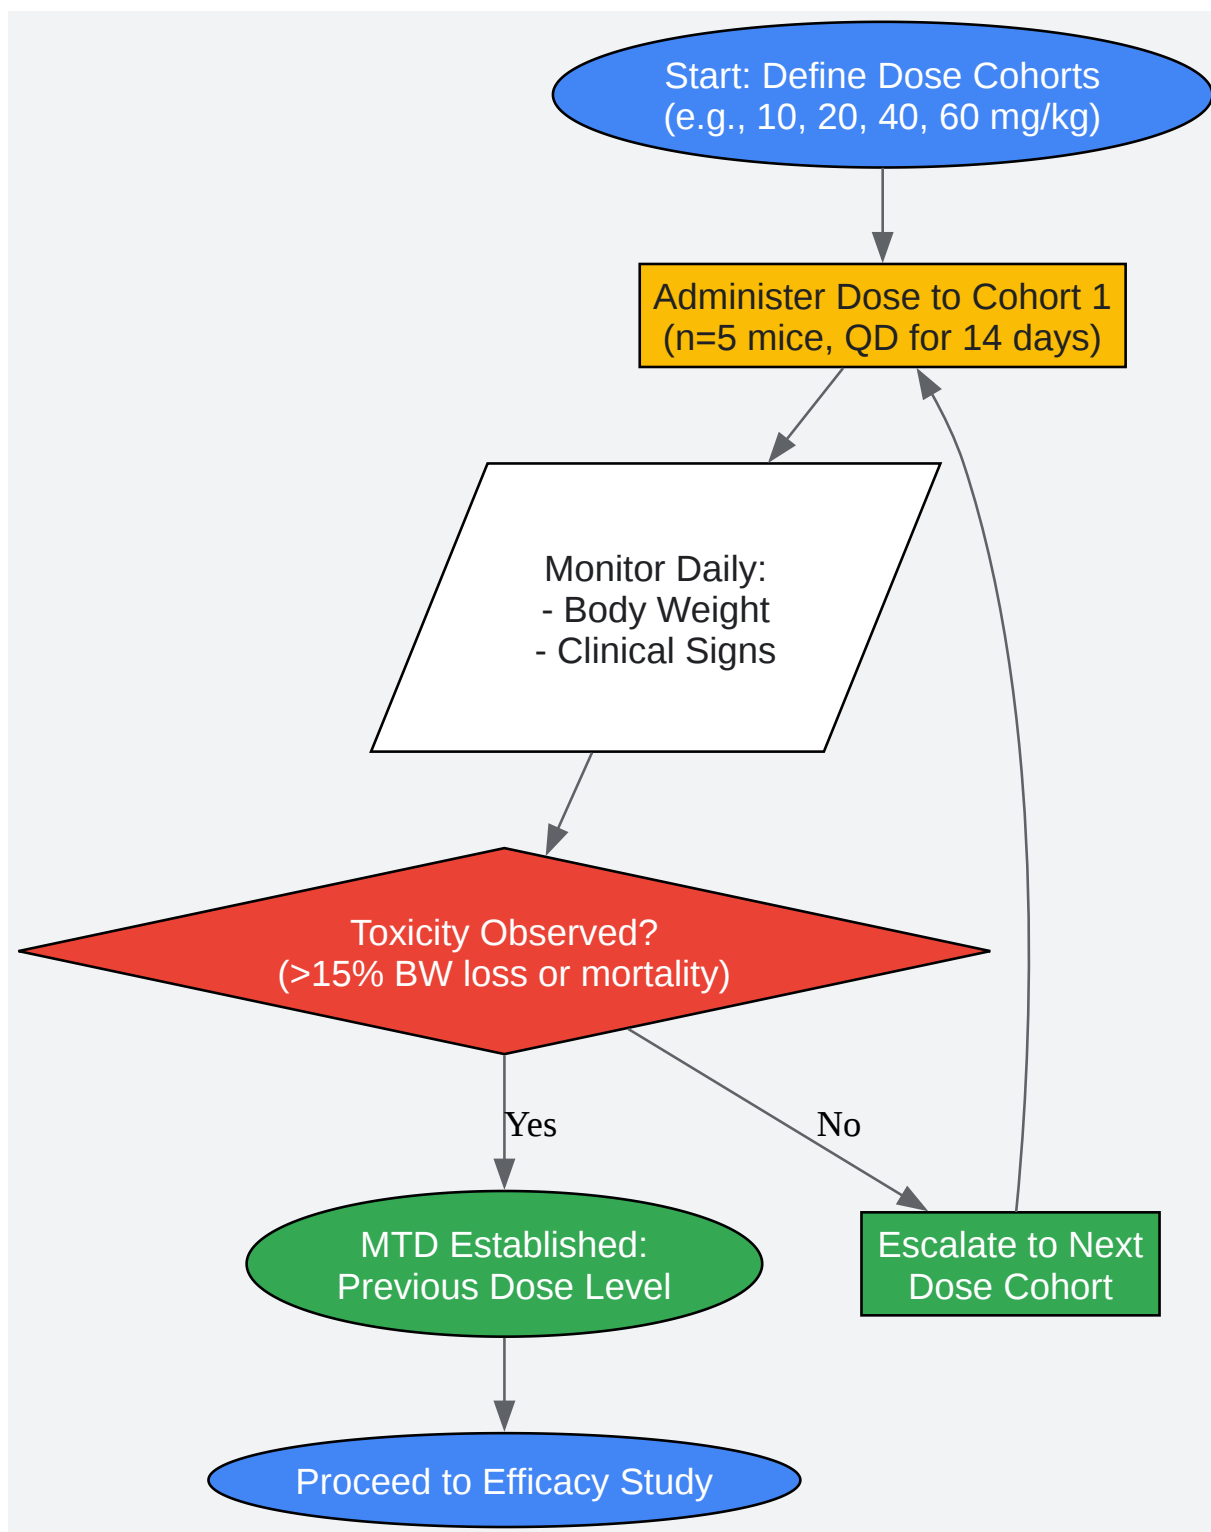 Start: Define Dose Cohorts
(e.g., 10, 20, 40, 60 mg/kg)
Administer Dose to Cohort 1
(n=5 mice, QD for 14 days)
Monitor Daily:
- Body Weight
- Clinical Signs
Toxicity Observed?
(>15% BW loss or mortality)
Yes
No
MTD Established:
Previous Dose Level
Escalate to Next
Dose Cohort
Proceed to Efficacy Study